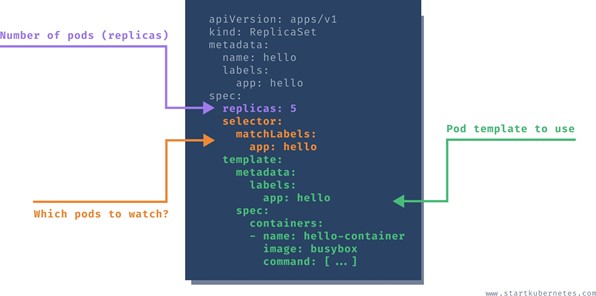 Number of pods (replicas)
apiVersion: apps/v1
kind: ReplicaSet
metadata:
  name: hello
  labels:
    app: hello
spec:
  replicas: 5
  selector:
    matchLabels:
      app: hello
  template:
    metadata:
      labels:
        app: hello
    spec:
      containers:
      - name: hello-container
        image: busybox
        command: [...]
Which pods to watch?
Pod template to use
www.startkubernetes.com